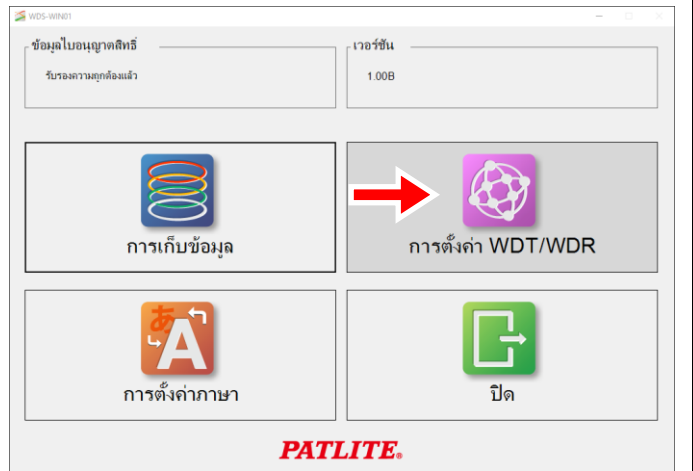 WDS-WIN01
ข้อมูลใบอนุญาตสิทธิ์
รับรองความถูกต้องแล้ว
เวอร์ชัน
1.00B
การเก็บข้อมูล
การตั้งค่า WDT/WDR
あ
A
การตั้งค่าภาษา
ปิด
PATLITE®